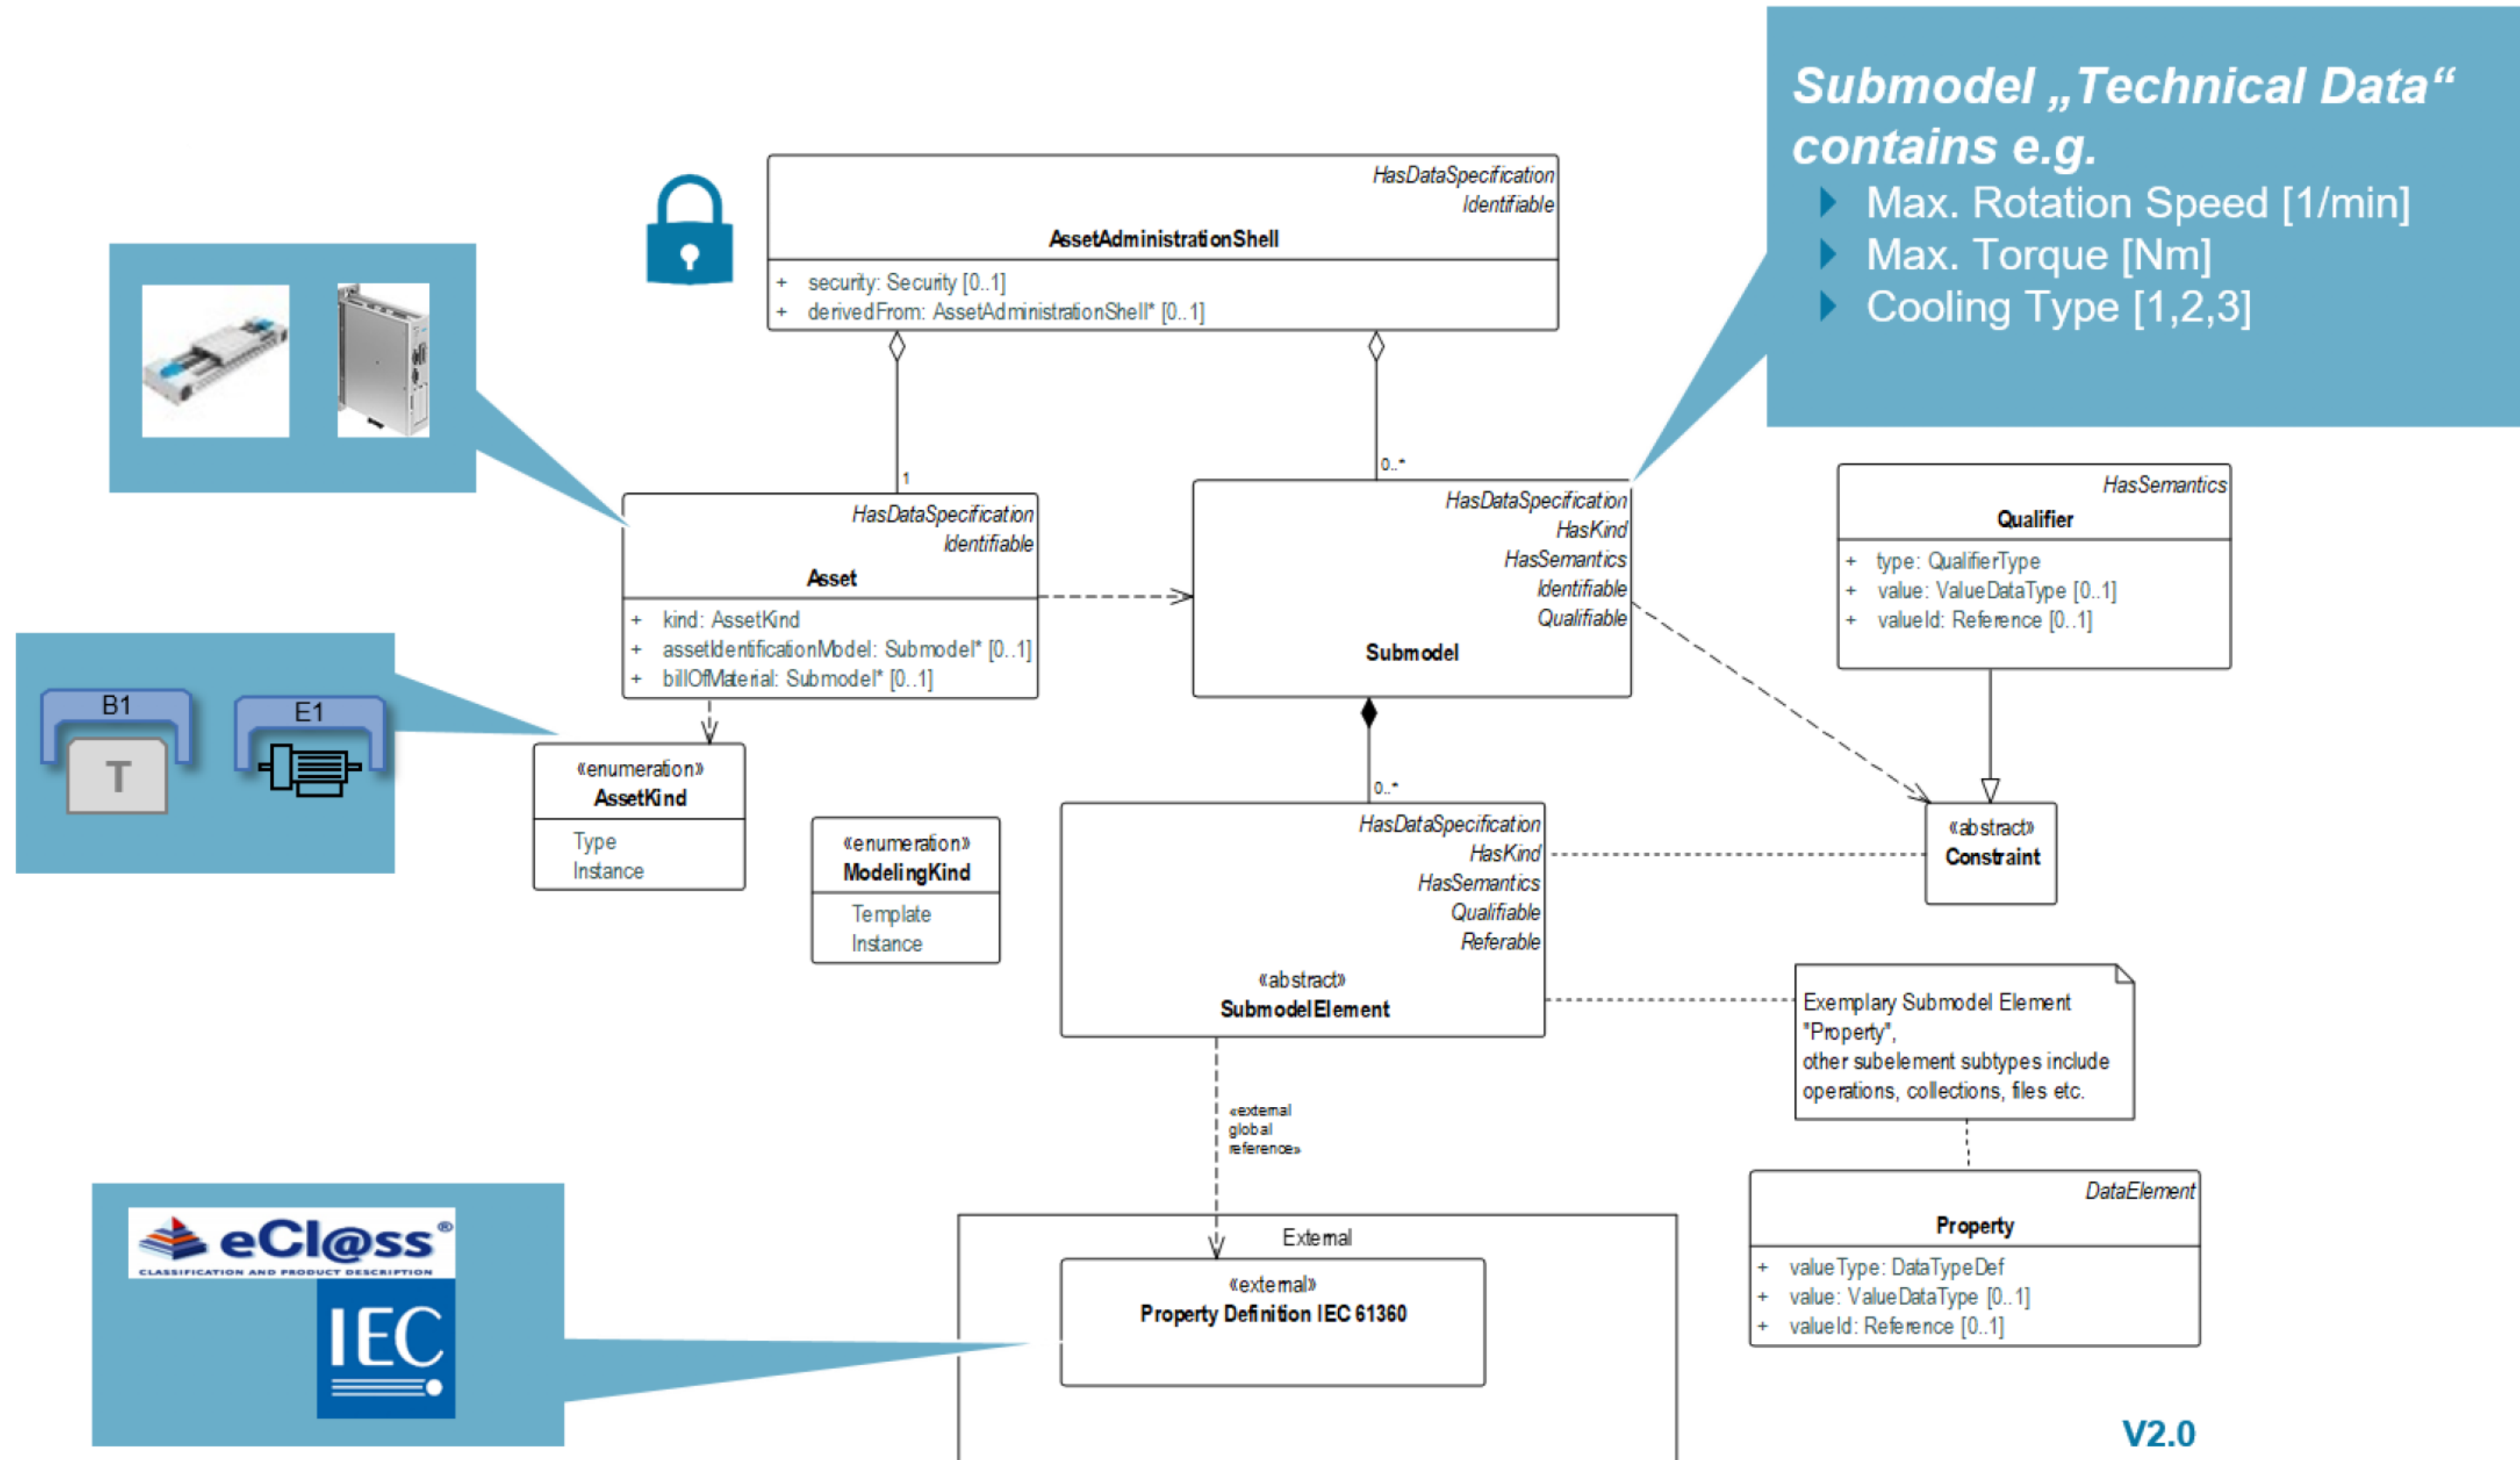 Submodel „Technical Data“
contains e.g.
Max. Rotation Speed [1/min]
Max. Torque [Nm]
Cooling Type [1,2,3]
HasDataSpecification
Identifiable
AssetAdministrationShell
+ security: Security [0..1]
+ derivedFrom: AssetAdministrationShell* [0..1]
1
0..*
HasDataSpecification
Identifiable
Asset
+ kind: AssetKind
+ assetIdentificationModel: Submodel* [0..1]
+ billOfMaterial: Submodel* [0..1]
HasDataSpecification
HasKind
HasSemantics
Identifiable
Qualifiable
Submodel
HasSemantics
Qualifier
+ type: QualifierType
+ value: ValueDataType [0..1]
+ valueId: Reference [0..1]
B1
E1
T
«enumeration»
AssetKind
Type
Instance
«enumeration»
ModelingKind
Template
Instance
0..*
HasDataSpecification
HasKind
HasSemantics
Qualifiable
Referable
«abstract»
SubmodelElement
«abstract»
Constraint
Exemplary Submodel Element
"Property",
other subelement subtypes include
operations, collections, files etc.
«external
global
reference»
DataElement
Property
+ valueType: DataTypeDef
+ value: ValueDataType [0..1]
+ valueId: Reference [0..1]
eCl@ss®
CLASSIFICATION AND PRODUCT DESCRIPTION
IEC
External
«external»
Property Definition IEC 61360
V2.0